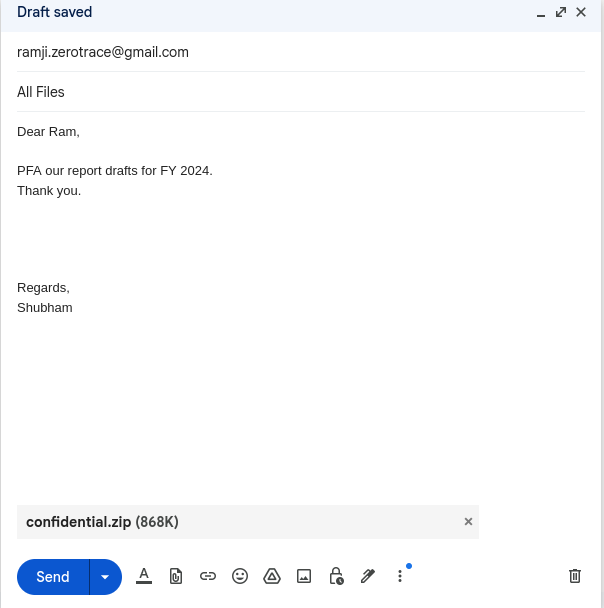 Draft saved
ramji.zerotrace@gmail.com
All Files
Dear Ram,
PFA our report drafts for FY 2024.
Thank you.
Regards,
Shubham
confidential.zip (868K)
Send